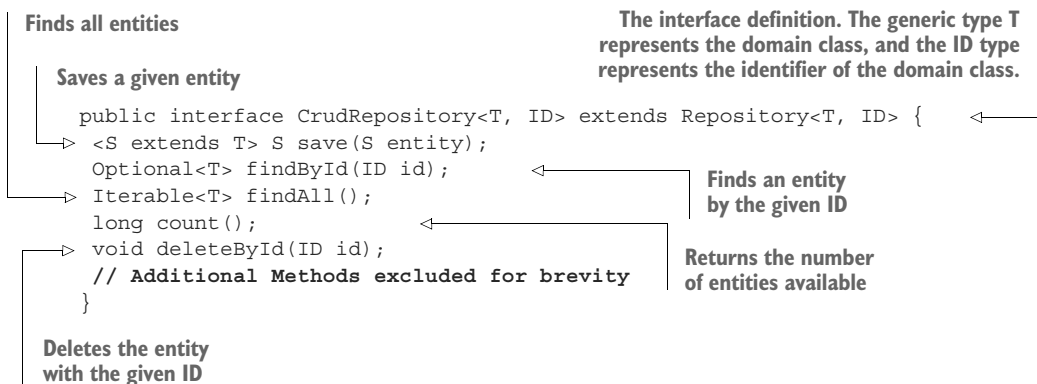 Finds all entities
The interface definition. The generic type T
represents the domain class, and the ID type
represents the identifier of the domain class.
Saves a given entity
public interface CrudRepository<T, ID> extends Repository<T, ID> {
<S extends T> S save(S entity);
Optional<T> findById(ID id);
Iterable<T> findAll();
long count();
void deleteById(ID id);
// Additional Methods excluded for brevity
}
Finds an entity
by the given ID
Returns the number
of entities available
Deletes the entity
with the given ID